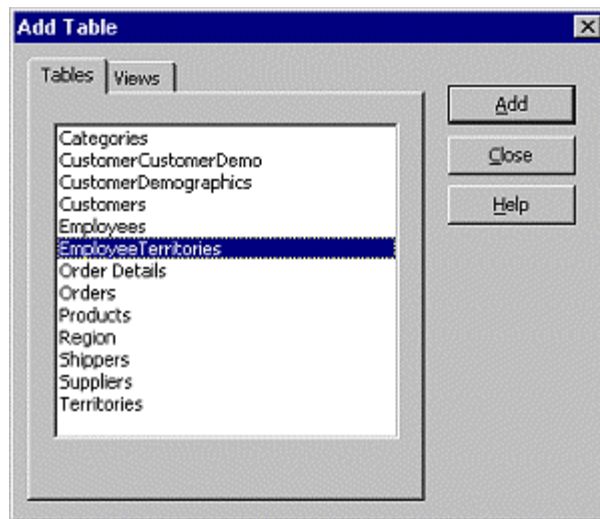 Add Table
Tables Views
Add
Close
Help
Categories
CustomerCustomerDemo
CustomerDemographics
Customers
Employees
EmployeeTerritories
Order Details
Orders
Products
Region
Shippers
Suppliers
Territories